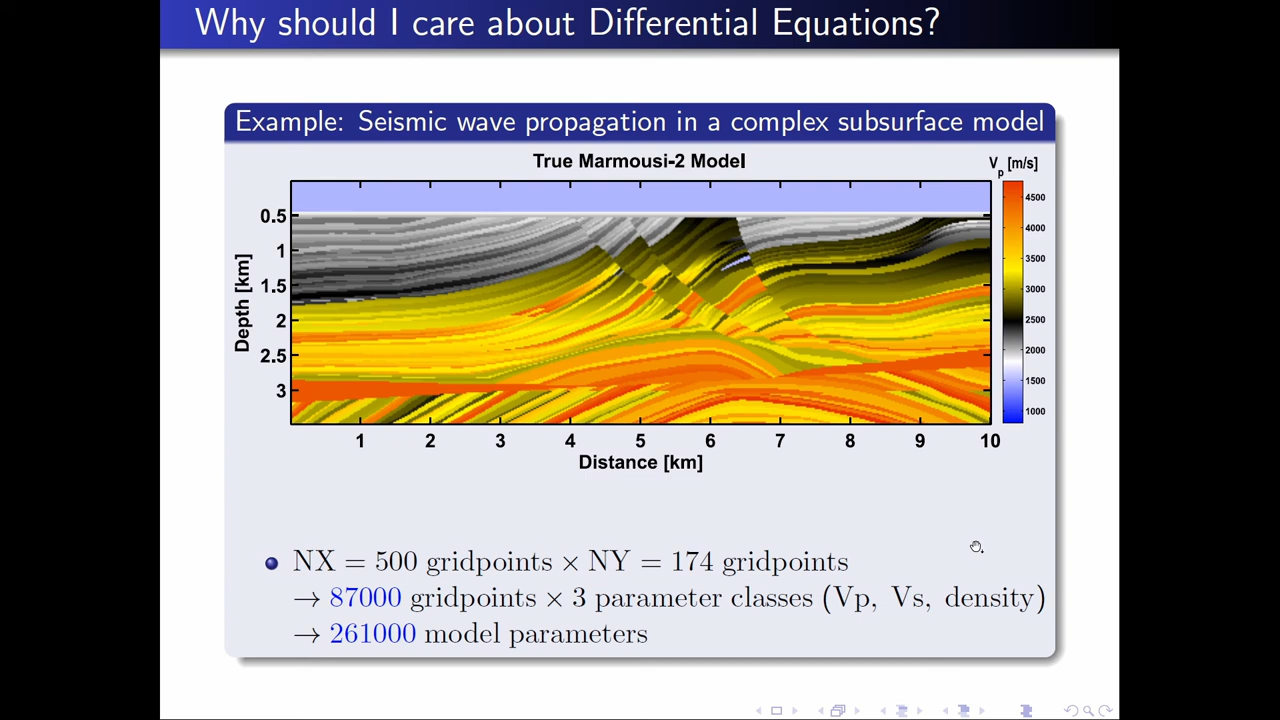 Why should I care about Differential Equations?
Example: Seismic wave propagation in a complex subsurface model
True Marmousi-2 Model
Vp [m/s]
4500
4000
3500
3000
2500
2000
1500
1000
Depth [km]
0.5
1
1.5
2
2.5
3
1 2 3 4 5 6 7 8 9 10
Distance [km]
NX = 500 gridpoints × NY = 174 gridpoints
→ 87000 gridpoints × 3 parameter classes (Vp, Vs, density)
→ 261000 model parameters